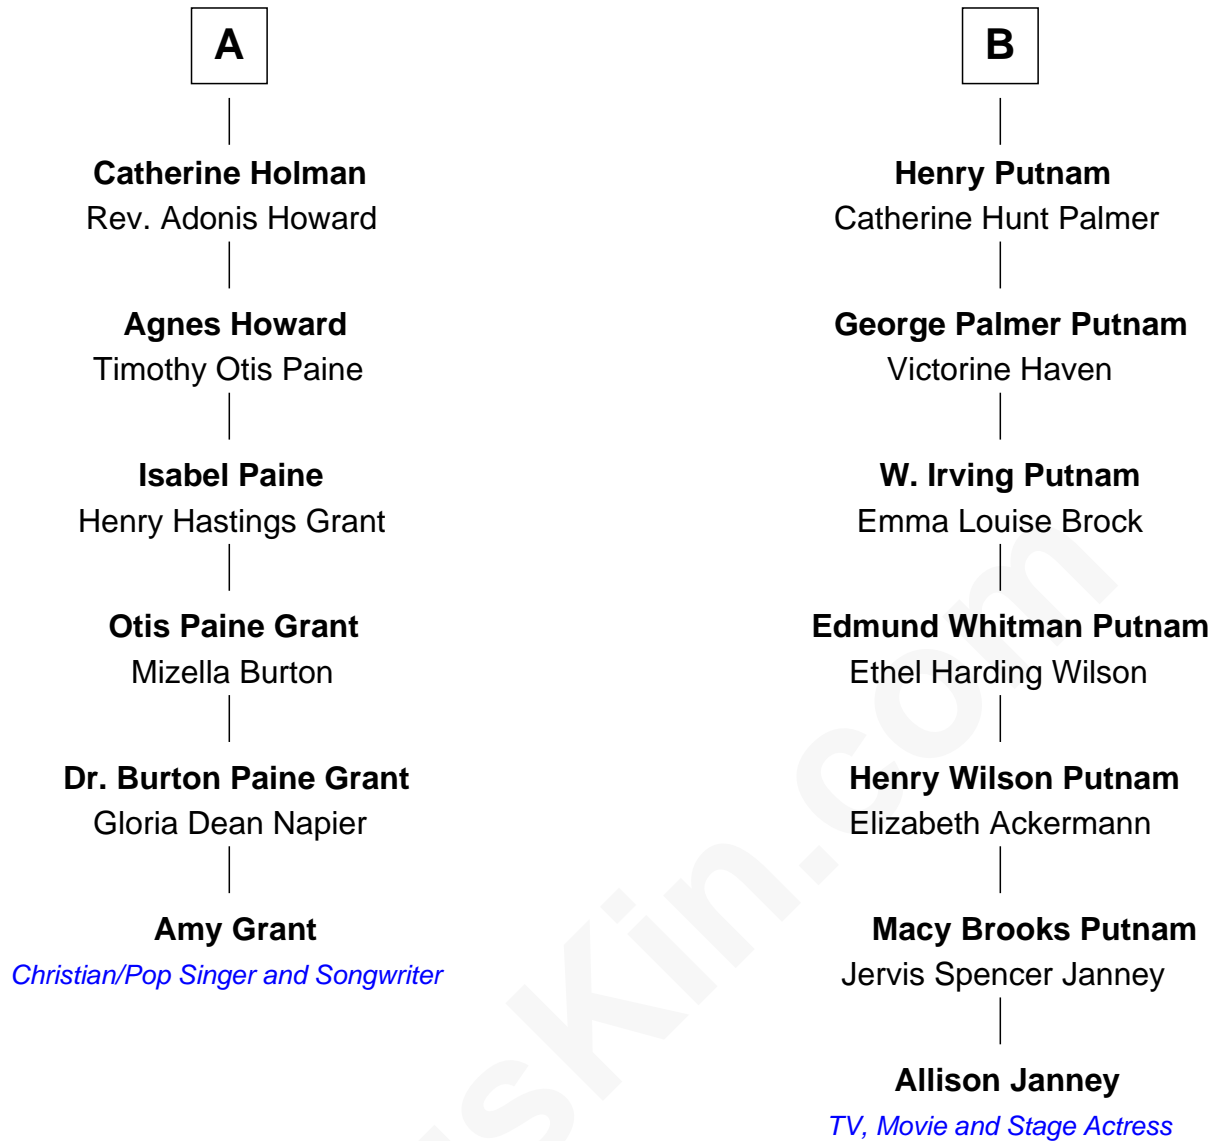 A
Catherine Holman
Rev. Adonis Howard
Agnes Howard
Timothy Otis Paine
Isabel Paine
Henry Hastings Grant
Otis Paine Grant
Mizella Burton
Dr. Burton Paine Grant
Gloria Dean Napier
Amy Grant
Christian/Pop Singer and Songwriter
B
Henry Putnam
Catherine Hunt Palmer
George Palmer Putnam
Victorine Haven
W. Irving Putnam
Emma Louise Brock
Edmund Whitman Putnam
Ethel Harding Wilson
Henry Wilson Putnam
Elizabeth Ackermann
Macy Brooks Putnam
Jervis Spencer Janney
Allison Janney
TV, Movie and Stage Actress
sKin.com